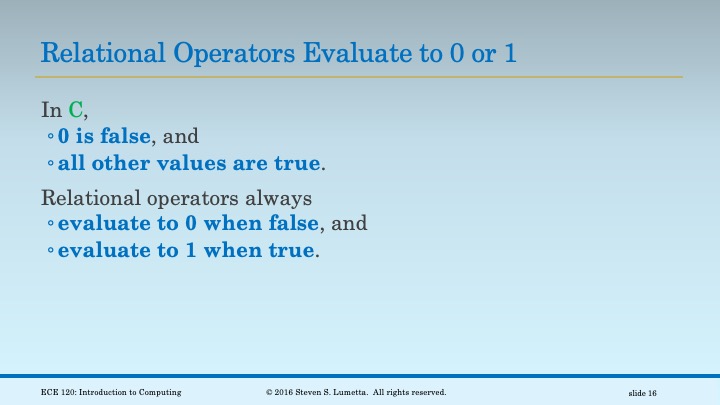 Relational Operators Evaluate to 0 or 1
In C,
◦0 is false, and
◦all other values are true.
Relational operators always
◦evaluate to 0 when false, and
◦evaluate to 1 when true.
ECE 120: Introduction to Computing © 2016 Steven S. Lumetta. All rights reserved. slide 16